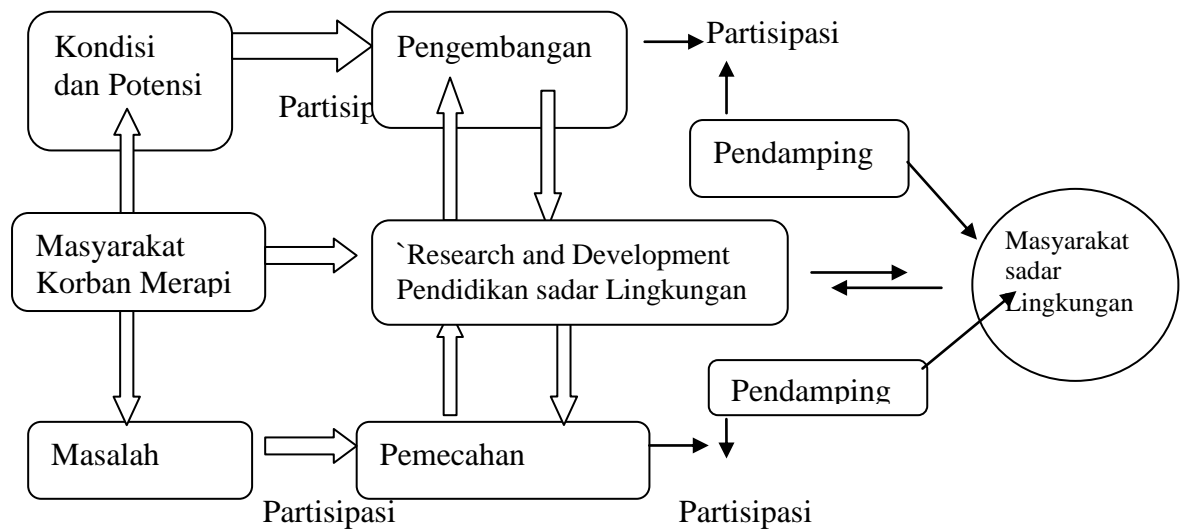 Kondisi
dan Potensi
Pengembangan
Partisipasi
Partisip
Pendamping
Masyarakat
Korban Merapi
`Research and Development
Pendidikan sadar Lingkungan
Masyarakat
sadar
Lingkungan
Pendamping
Masalah
Pemecahan
Partisipasi
Partisipasi